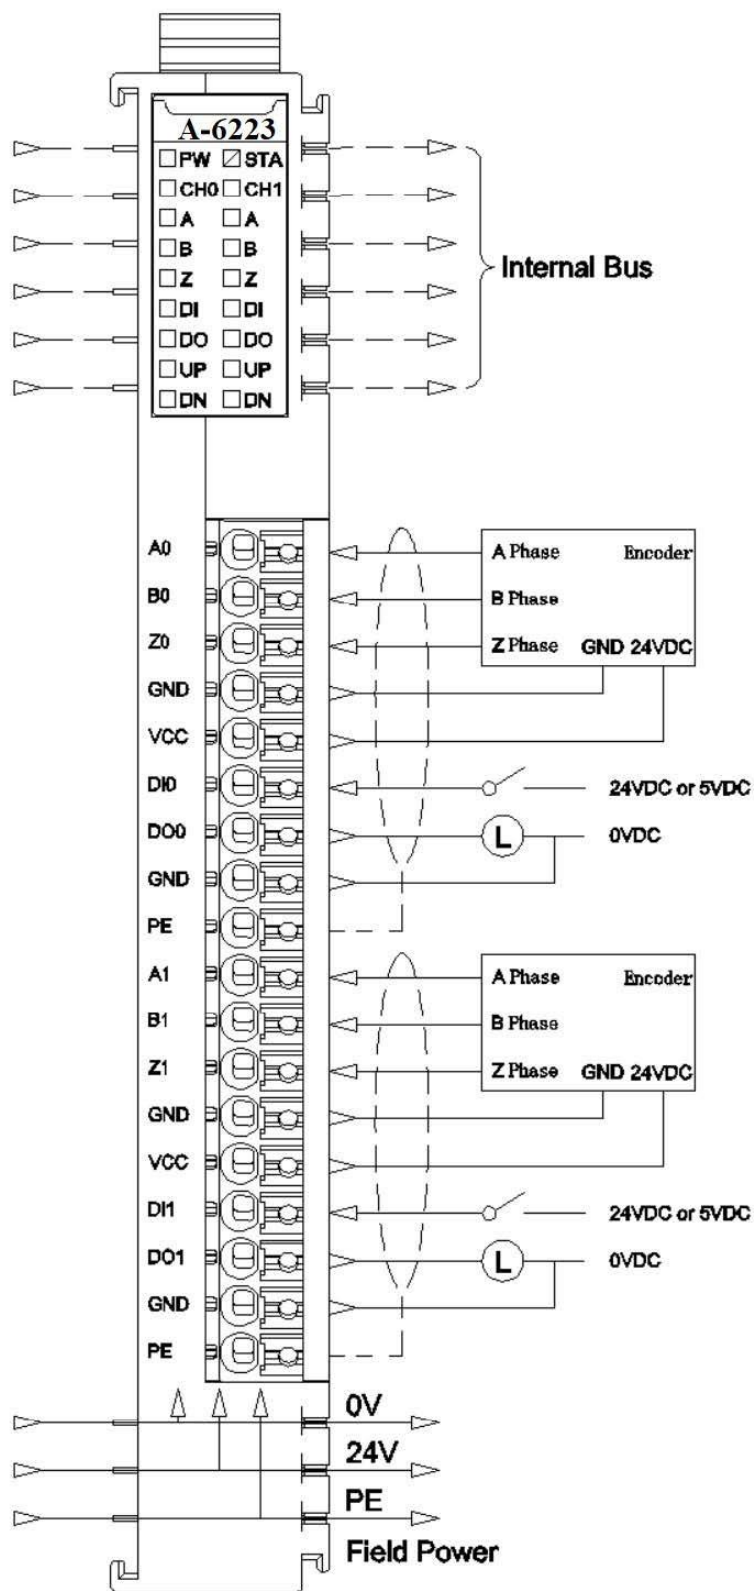 A-6223
PW STA
CH0 CH1
A A
B B
Z Z
DI DI
DO DO
UP UP
DN DN
Internal Bus
A0
A Phase Encoder
B0
B Phase
Z0
Z Phase GND 24VDC
GND
VCC
DI0
24VDC or 5VDC
DO0
L
0VDC
GND
PE
A1
A Phase Encoder
B1
B Phase
Z1
Z Phase GND 24VDC
GND
VCC
DI1
24VDC or 5VDC
DO1
L
0VDC
GND
PE
0V
24V
PE
Field Power